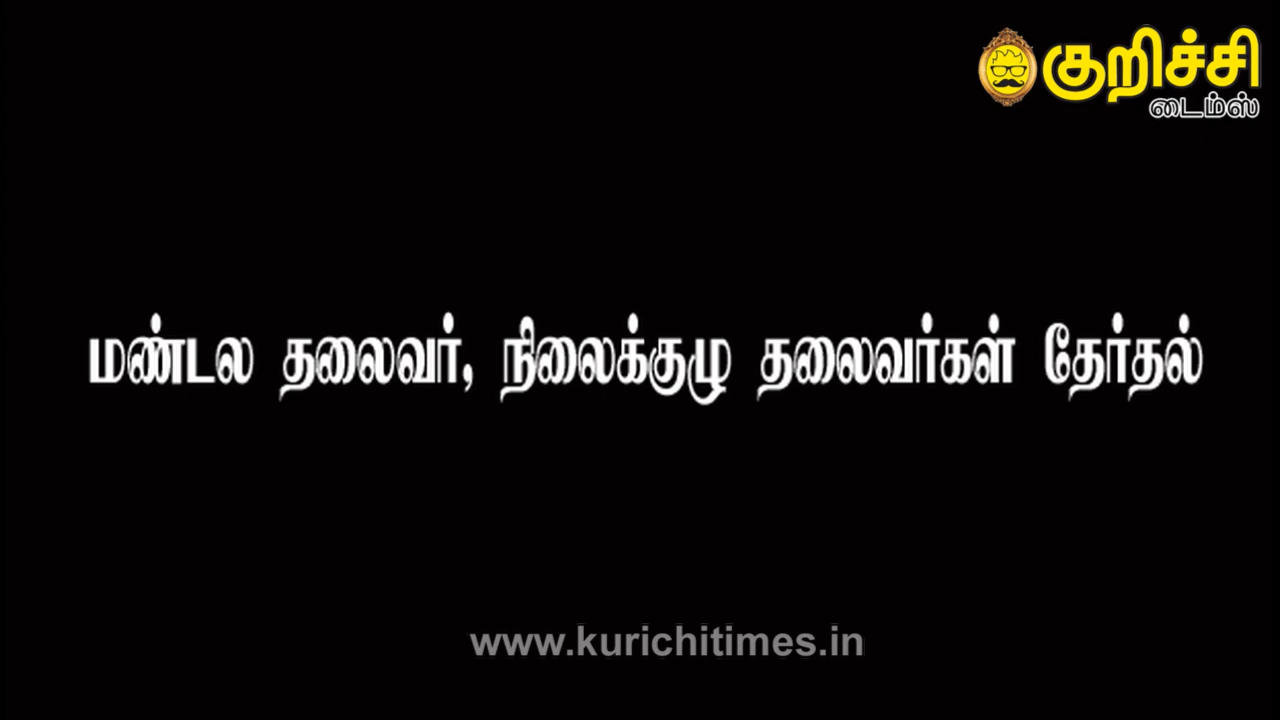 குறிச்சி
டைம்ஸ்
மண்டல தலைவர், நிலைக்குழு தலைவர்கள் தேர்தல்
www.kurichitimes.in